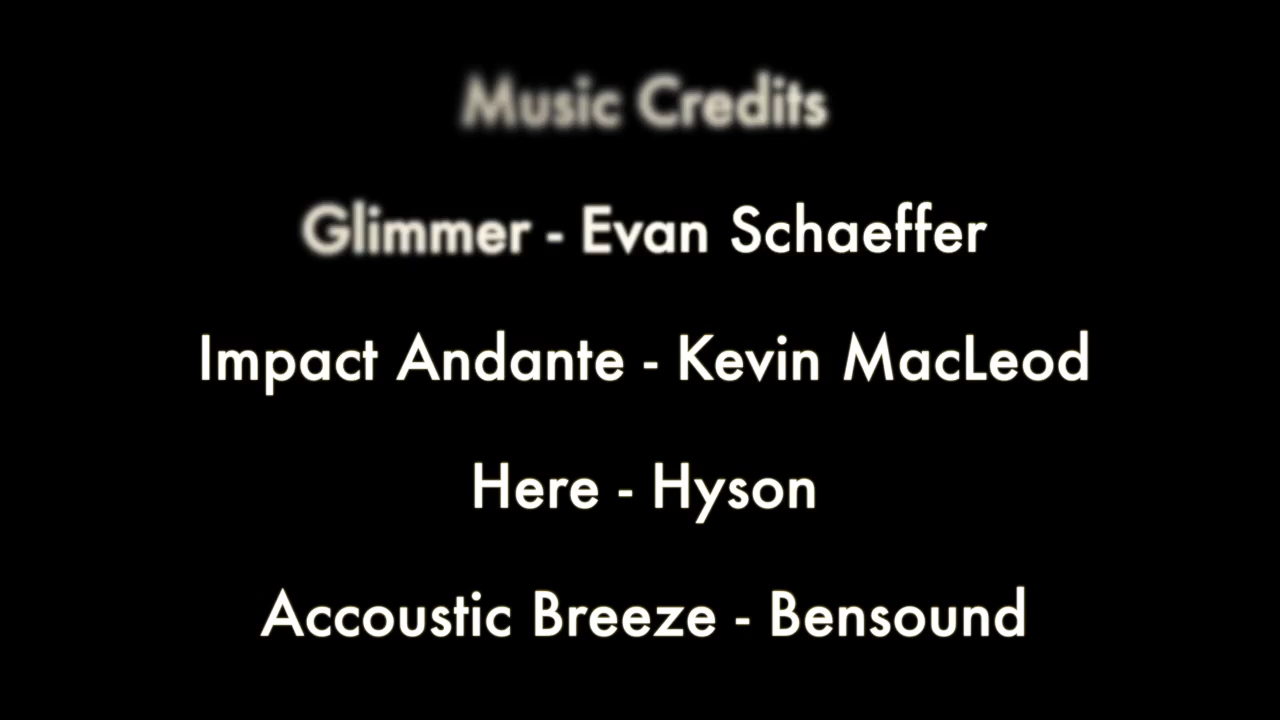 Music Credits
Glimmer - Evan Schaeffer
Impact Andante - Kevin MacLeod
Here - Hyson
Accoustic Breeze - Bensound